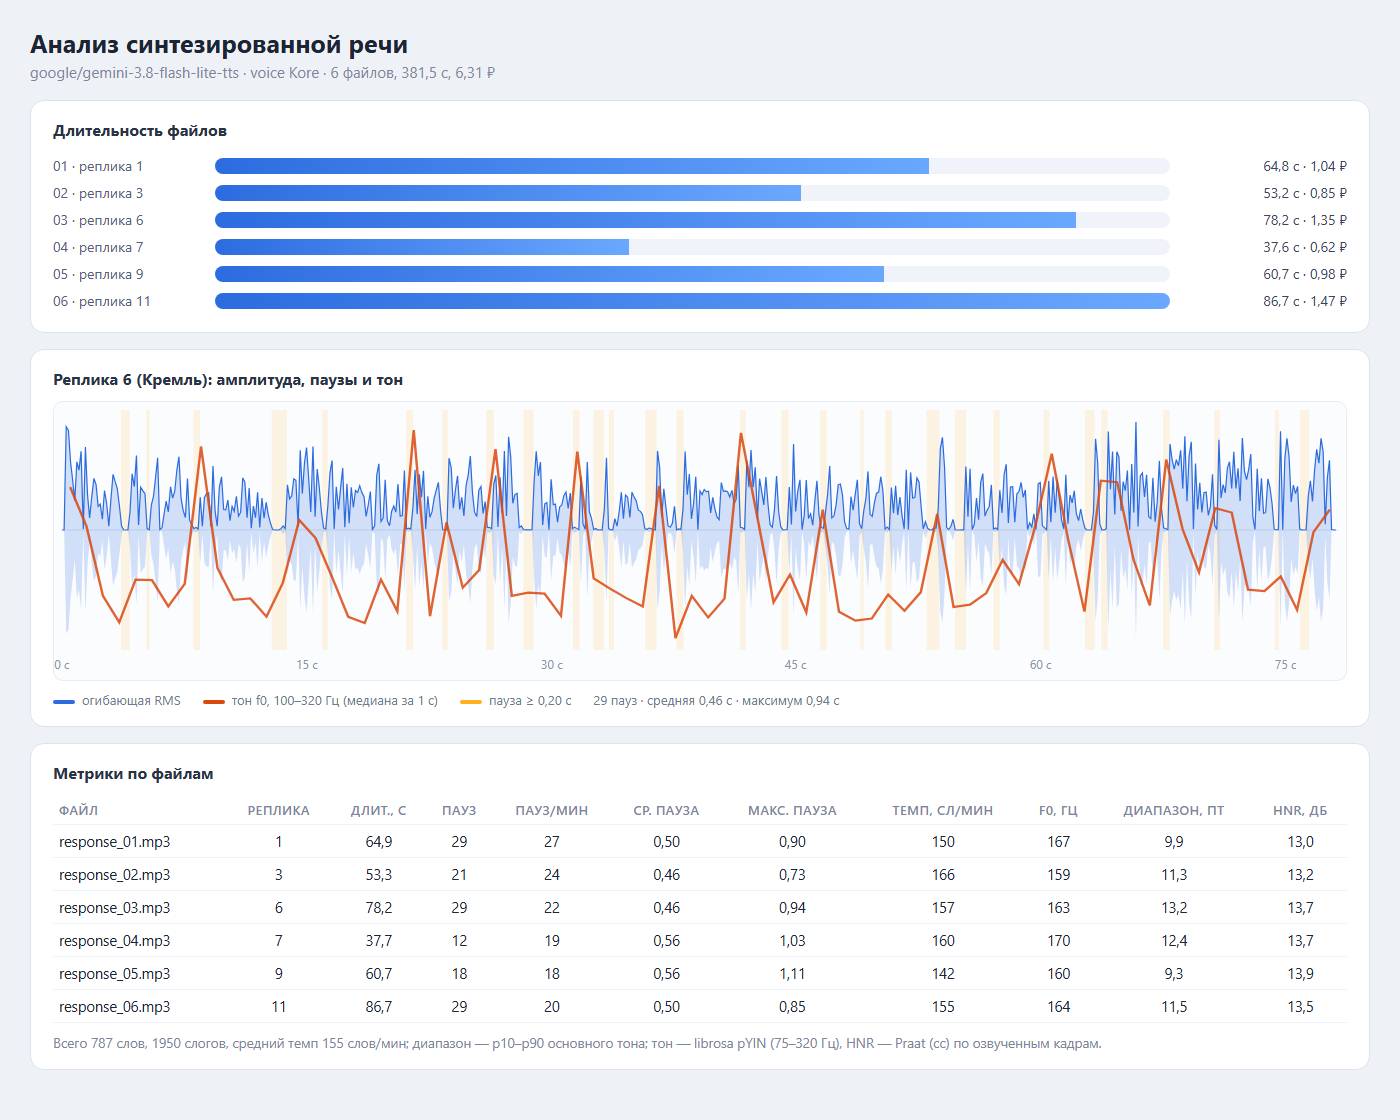 Анализ синтезированной речи
google/gemini-3.8-flash-lite-tts · voice Kore · 6 файлов, 381,5 с, 6,31 ₽
Длительность файлов
01 · реплика 1 64,8 с · 1,04 ₽
02 · реплика 3 53,2 с · 0,85 ₽
03 · реплика 6 78,2 с · 1,35 ₽
04 · реплика 7 37,6 с · 0,62 ₽
05 · реплика 9 60,7 с · 0,98 ₽
06 · реплика 11 86,7 с · 1,47 ₽
Реплика 6 (Кремль): амплитуда, паузы и тон
0 с 15 с 30 с 45 с 60 с 75 с
огибающая RMS тон f0, 100–320 Гц (медиана за 1 с) пауза ≥ 0,20 с 29 пауз · средняя 0,46 с · максимум 0,94 с
Метрики по файлам
ФАЙЛ РЕПЛИКА ДЛИТ., С ПАУЗ ПАУЗ/МИН СР. ПАУЗА МАКС. ПАУЗА ТЕМП, СЛ/МИН F0, ГЦ ДИАПАЗОН, ПТ HNR, ДБ
response_01.mp3 1 64,9 29 27 0,50 0,90 150 167 9,9 13,0
response_02.mp3 3 53,3 21 24 0,46 0,73 166 159 11,3 13,2
response_03.mp3 6 78,2 29 22 0,46 0,94 157 163 13,2 13,7
response_04.mp3 7 37,7 12 19 0,56 1,03 160 170 12,4 13,7
response_05.mp3 9 60,7 18 18 0,56 1,11 142 160 9,3 13,9
response_06.mp3 11 86,7 29 20 0,50 0,85 155 164 11,5 13,5
Всего 787 слов, 1950 слогов, средний темп 155 слов/мин; диапазон — p10–p90 основного тона; тон — librosa pYIN (75–320 Гц), HNR — Praat (cc) по озвученным кадрам.